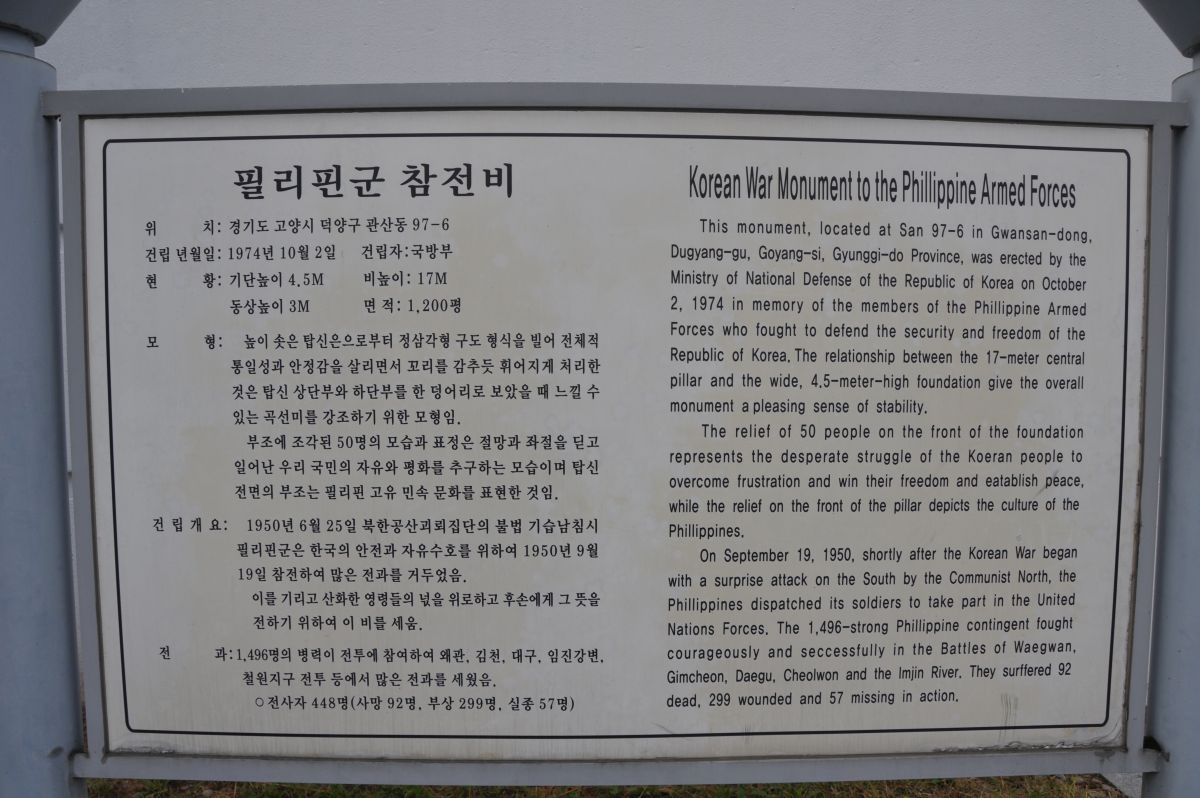 필리핀군 참전비
위 치: 경기도 고양시 덕양구 관산동 97-6
건립 년월일: 1974년 10월 2일 건립자:국방부
현 황: 기단높이 4.5M 비높이: 17M
동상높이 3M 면 적: 1,200평
모 형: 높이 솟은 탑신은으로부터 정삼각형 구도 형식을 빌어 전체적
통일성과 안정감을 살리면서 꼬리를 감추듯 휘어지게 처리한
것은 탑신 상단부와 하단부를 한 덩어리로 보았을 때 느낄 수
있는 곡선미를 강조하기 위한 모형임.
부조에 조각된 50명의 모습과 표정은 절망과 좌절을 딛고
일어난 우리 국민의 자유와 평화를 추구하는 모습이며 탑신
전면의 부조는 필리핀 고유 민속 문화를 표현한 것임.
건 립 개 요: 1950년 6월 25일 북한공산괴뢰집단의 불법 기습남침시
필리핀군은 한국의 안전과 자유수호를 위하여 1950년 9월
19일 참전하여 많은 전과를 거두었음.
이를 기리고 산화한 영령들의 넋을 위로하고 후손에게 그 뜻을
전하기 위하여 이 비를 세움.
전 과:1,496명의 병력이 전투에 참여하여 왜관, 김천, 대구, 임진강변,
철원지구 전투 등에서 많은 전과를 세웠음.
○전사자 448명(사망 92명, 부상 299명, 실종 57명)
Korean War Monument to the Phillippine Armed Forces
This monument, located at San 97-6 in Gwansan-dong,
Dugyang-gu, Goyang-si, Gyunggi-do Province, was erected by the
Ministry of National Defense of the Republic of Korea on October
2, 1974 in memory of the members of the Phillippine Armed
Forces who fought to defend the security and freedom of the
Republic of Korea. The relationship between the 17-meter central
pillar and the wide, 4.5-meter-high foundation give the overall
monument a pleasing sense of stability.
The relief of 50 people on the front of the foundation
represents the desperate struggle of the Koeran people to
overcome frustration and win their freedom and eatablish peace,
while the relief on the front of the pillar depicts the culture of the
Phillippines.
On September 19, 1950, shortly after the Korean War began
with a surprise attack on the South by the Communist North, the
Phillippines dispatched its soldiers to take part in the United
Nations Forces. The 1,496-strong Phillippine contingent fought
courageously and seccessfully in the Battles of Waegwan,
Gimcheon, Daegu, Cheolwon and the Imjin River. They surffered 92
dead, 299 wounded and 57 missing in action.